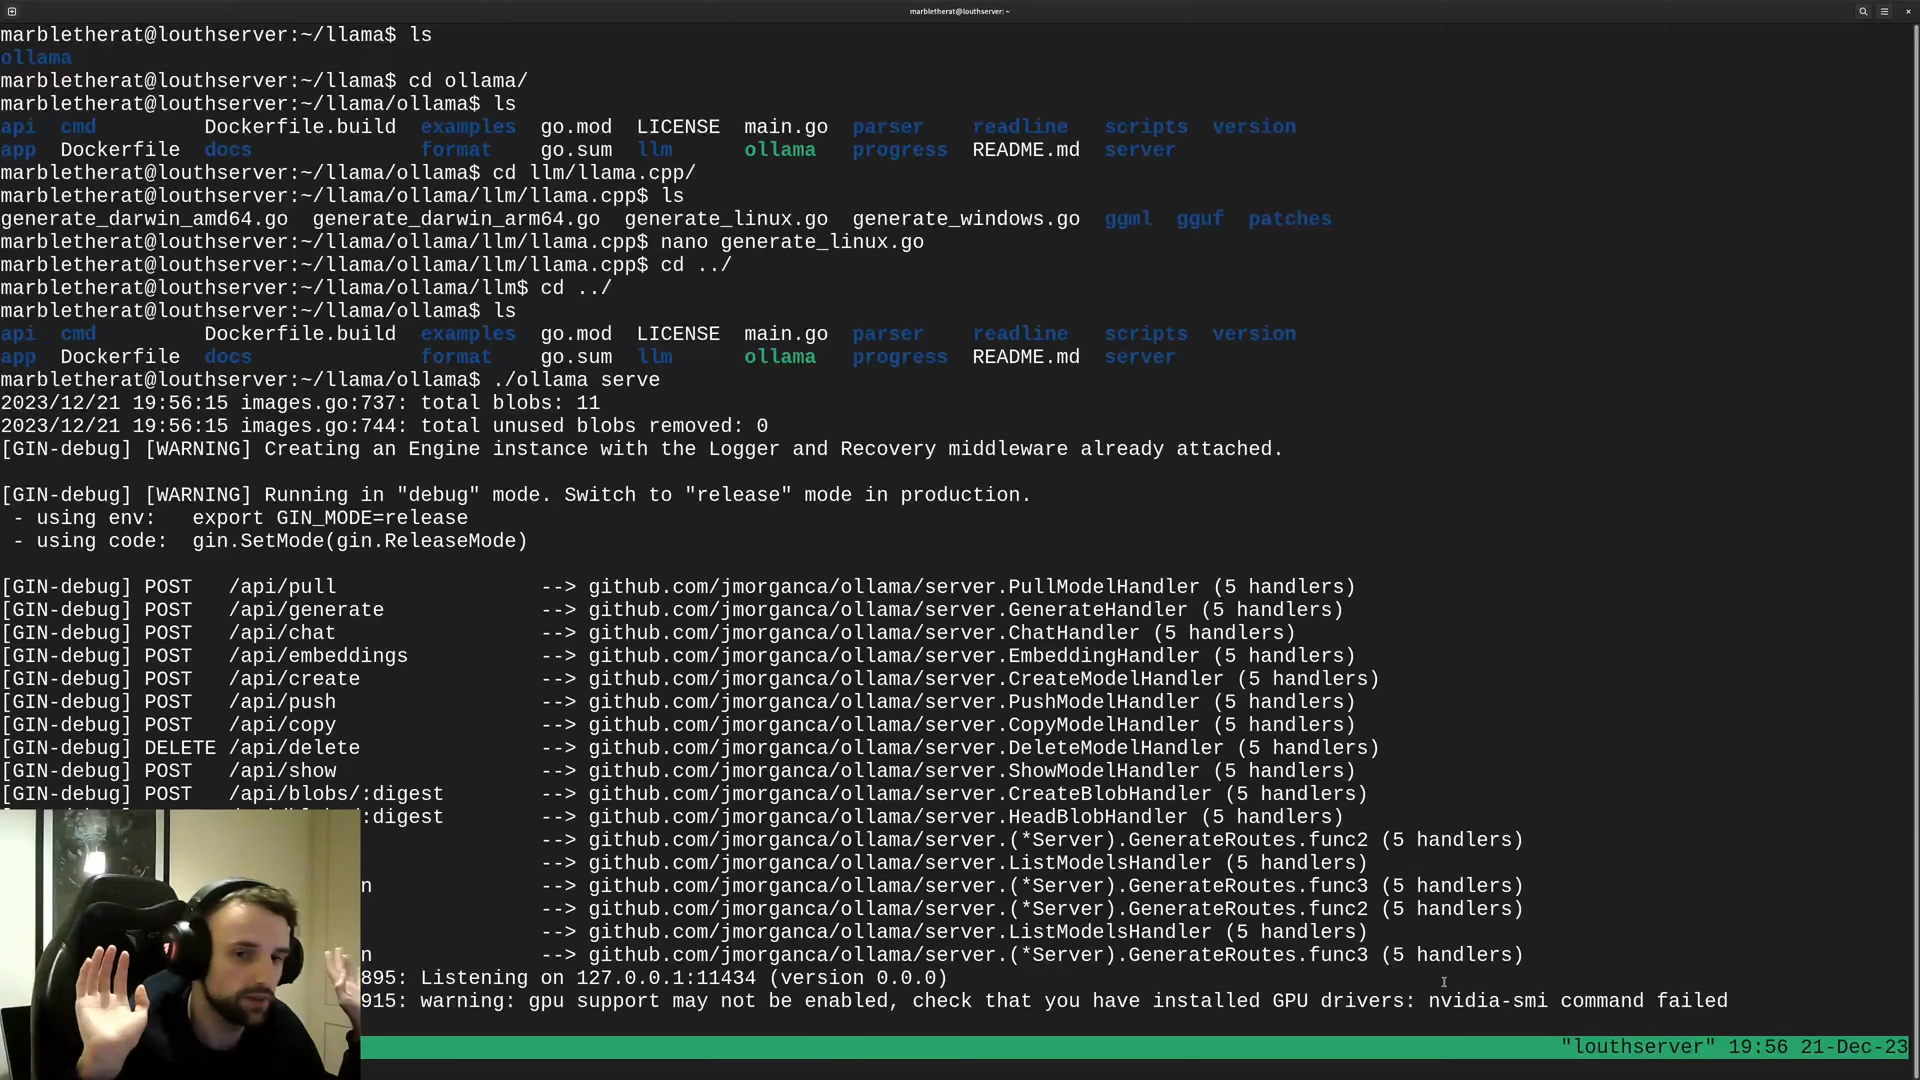 marbletherat@louthserver:~
marbletherat@louthserver:~/llama$ ls
ollama
marbletherat@louthserver:~/llama$ cd ollama/
marbletherat@louthserver:~/llama/ollama$ ls
api  cmd         Dockerfile.build  examples  go.mod  LICENSE  main.go  parser    readline   scripts  version
app  Dockerfile  docs              format    go.sum  llm      ollama   progress  README.md  server
marbletherat@louthserver:~/llama/ollama$ cd llm/llama.cpp/
marbletherat@louthserver:~/llama/ollama/llm/llama.cpp$ ls
generate_darwin_amd64.go  generate_darwin_arm64.go  generate_linux.go  generate_windows.go  ggml  gguf  patches
marbletherat@louthserver:~/llama/ollama/llm/llama.cpp$ nano generate_linux.go
marbletherat@louthserver:~/llama/ollama/llm/llama.cpp$ cd ../
marbletherat@louthserver:~/llama/ollama/llm$ cd ../
marbletherat@louthserver:~/llama/ollama$ ls
api  cmd         Dockerfile.build  examples  go.mod  LICENSE  main.go  parser    readline   scripts  version
app  Dockerfile  docs              format    go.sum  llm      ollama   progress  README.md  server
marbletherat@louthserver:~/llama/ollama$ ./ollama serve
2023/12/21 19:56:15 images.go:737: total blobs: 11
2023/12/21 19:56:15 images.go:744: total unused blobs removed: 0
[GIN-debug] [WARNING] Creating an Engine instance with the Logger and Recovery middleware already attached.
[GIN-debug] [WARNING] Running in "debug" mode. Switch to "release" mode in production.
 - using env:   export GIN_MODE=release
 - using code:  gin.SetMode(gin.ReleaseMode)
[GIN-debug] POST   /api/pull                 --> github.com/jmorganca/ollama/server.PullModelHandler (5 handlers)
[GIN-debug] POST   /api/generate             --> github.com/jmorganca/ollama/server.GenerateHandler (5 handlers)
[GIN-debug] POST   /api/chat                 --> github.com/jmorganca/ollama/server.ChatHandler (5 handlers)
[GIN-debug] POST   /api/embeddings           --> github.com/jmorganca/ollama/server.EmbeddingHandler (5 handlers)
[GIN-debug] POST   /api/create               --> github.com/jmorganca/ollama/server.CreateModelHandler (5 handlers)
[GIN-debug] POST   /api/push                 --> github.com/jmorganca/ollama/server.PushModelHandler (5 handlers)
[GIN-debug] POST   /api/copy                 --> github.com/jmorganca/ollama/server.CopyModelHandler (5 handlers)
[GIN-debug] DELETE /api/delete               --> github.com/jmorganca/ollama/server.DeleteModelHandler (5 handlers)
[GIN-debug] POST   /api/show                 --> github.com/jmorganca/ollama/server.ShowModelHandler (5 handlers)
[GIN-debug] POST   /api/blobs/:digest        --> github.com/jmorganca/ollama/server.CreateBlobHandler (5 handlers)
:digest        --> github.com/jmorganca/ollama/server.HeadBlobHandler (5 handlers)
--> github.com/jmorganca/ollama/server.(*Server).GenerateRoutes.func2 (5 handlers)
--> github.com/jmorganca/ollama/server.ListModelsHandler (5 handlers)
n              --> github.com/jmorganca/ollama/server.(*Server).GenerateRoutes.func3 (5 handlers)
--> github.com/jmorganca/ollama/server.(*Server).GenerateRoutes.func2 (5 handlers)
--> github.com/jmorganca/ollama/server.ListModelsHandler (5 handlers)
n              --> github.com/jmorganca/ollama/server.(*Server).GenerateRoutes.func3 (5 handlers)
895: Listening on 127.0.0.1:11434 (version 0.0.0)
915: warning: gpu support may not be enabled, check that you have installed GPU drivers: nvidia-smi command failed
"louthserver" 19:56 21-Dec-23